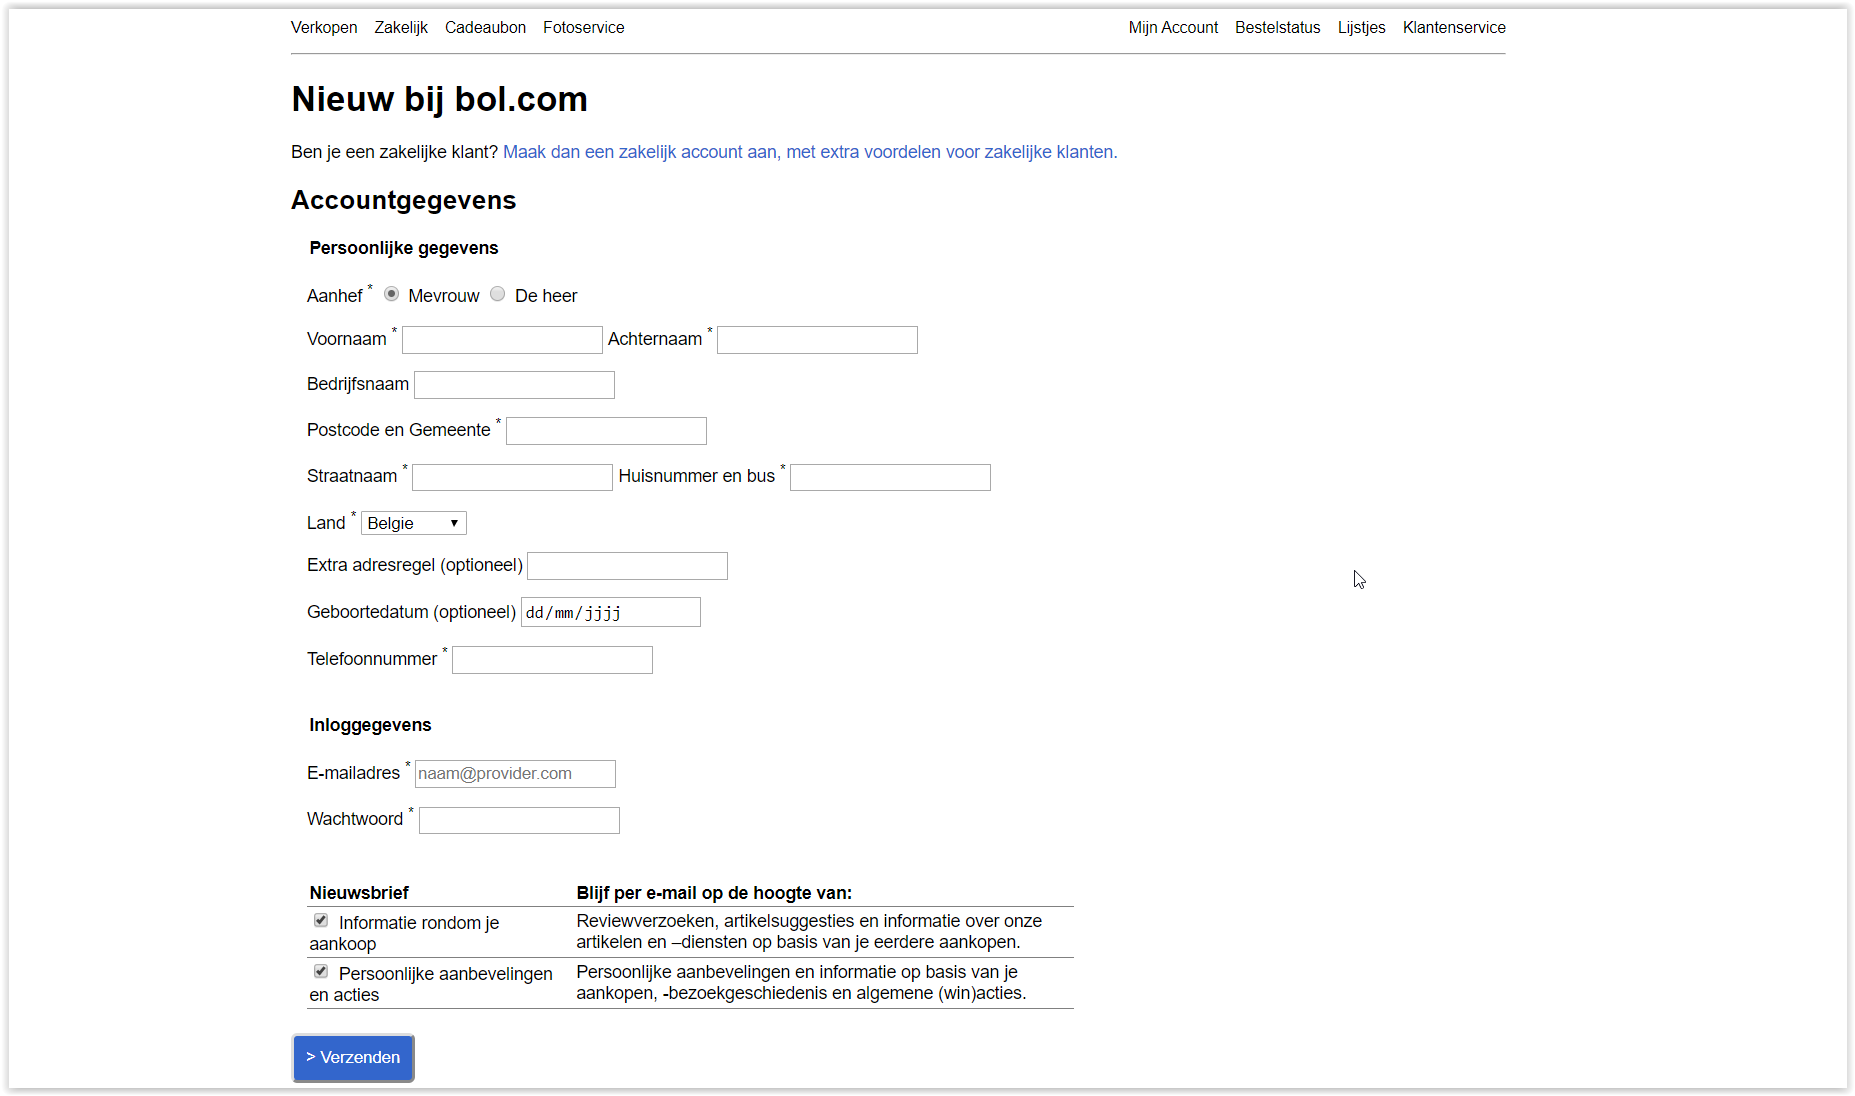 Verkopen Zakelijk Cadeaubon Fotoservice Mijn Account Bestelstatus Lijstjes Klantenservice
Nieuw bij bol.com
Ben je een zakelijke klant? Maak dan een zakelijk account aan, met extra voordelen voor zakelijke klanten.
Accountgegevens
Persoonlijke gegevens
Aanhef * Mevrouw De heer
Voornaam * Achternaam *
Bedrijfsnaam
Postcode en Gemeente *
Straatnaam * Huisnummer en bus *
Land * Belgie
Extra adresregel (optioneel)
Geboortedatum (optioneel) dd/mm/jjjj
Telefoonnummer *
Inloggegevens
E-mailadres * naam@provider.com
Wachtwoord *
Nieuwsbrief Blijf per e-mail op de hoogte van:
Informatie rondom je aankoop
Reviewverzoeken, artikelsuggesties en informatie over onze
artikelen en –diensten op basis van je eerdere aankopen.
Persoonlijke aanbevelingen
en acties
Persoonlijke aanbevelingen en informatie op basis van je
aankopen, -bezoekgeschiedenis en algemene (win)acties.
> Verzenden